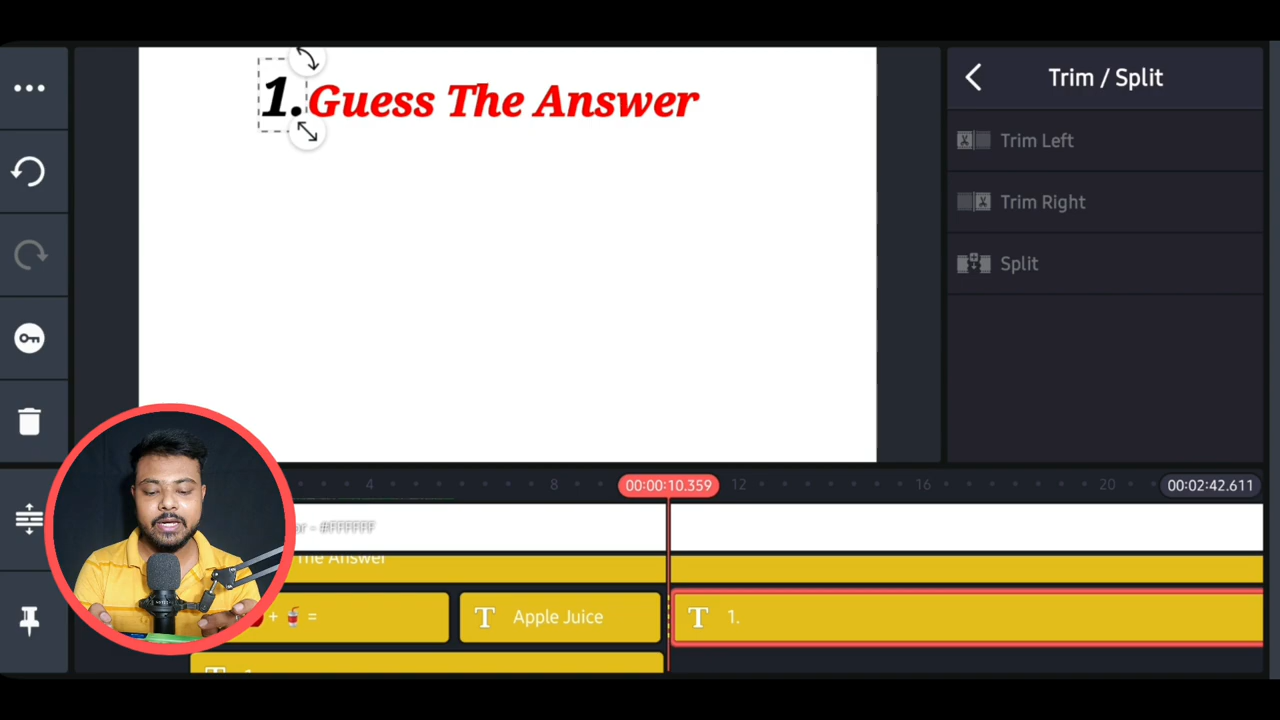 1.Guess The Answer
Trim / Split
Trim Left
Trim Right
Split
4 8 00:00:10.359 12 16 20 00:02:42.611
- #FFFFFF
The Answer
+ =
T Apple Juice
T 1.